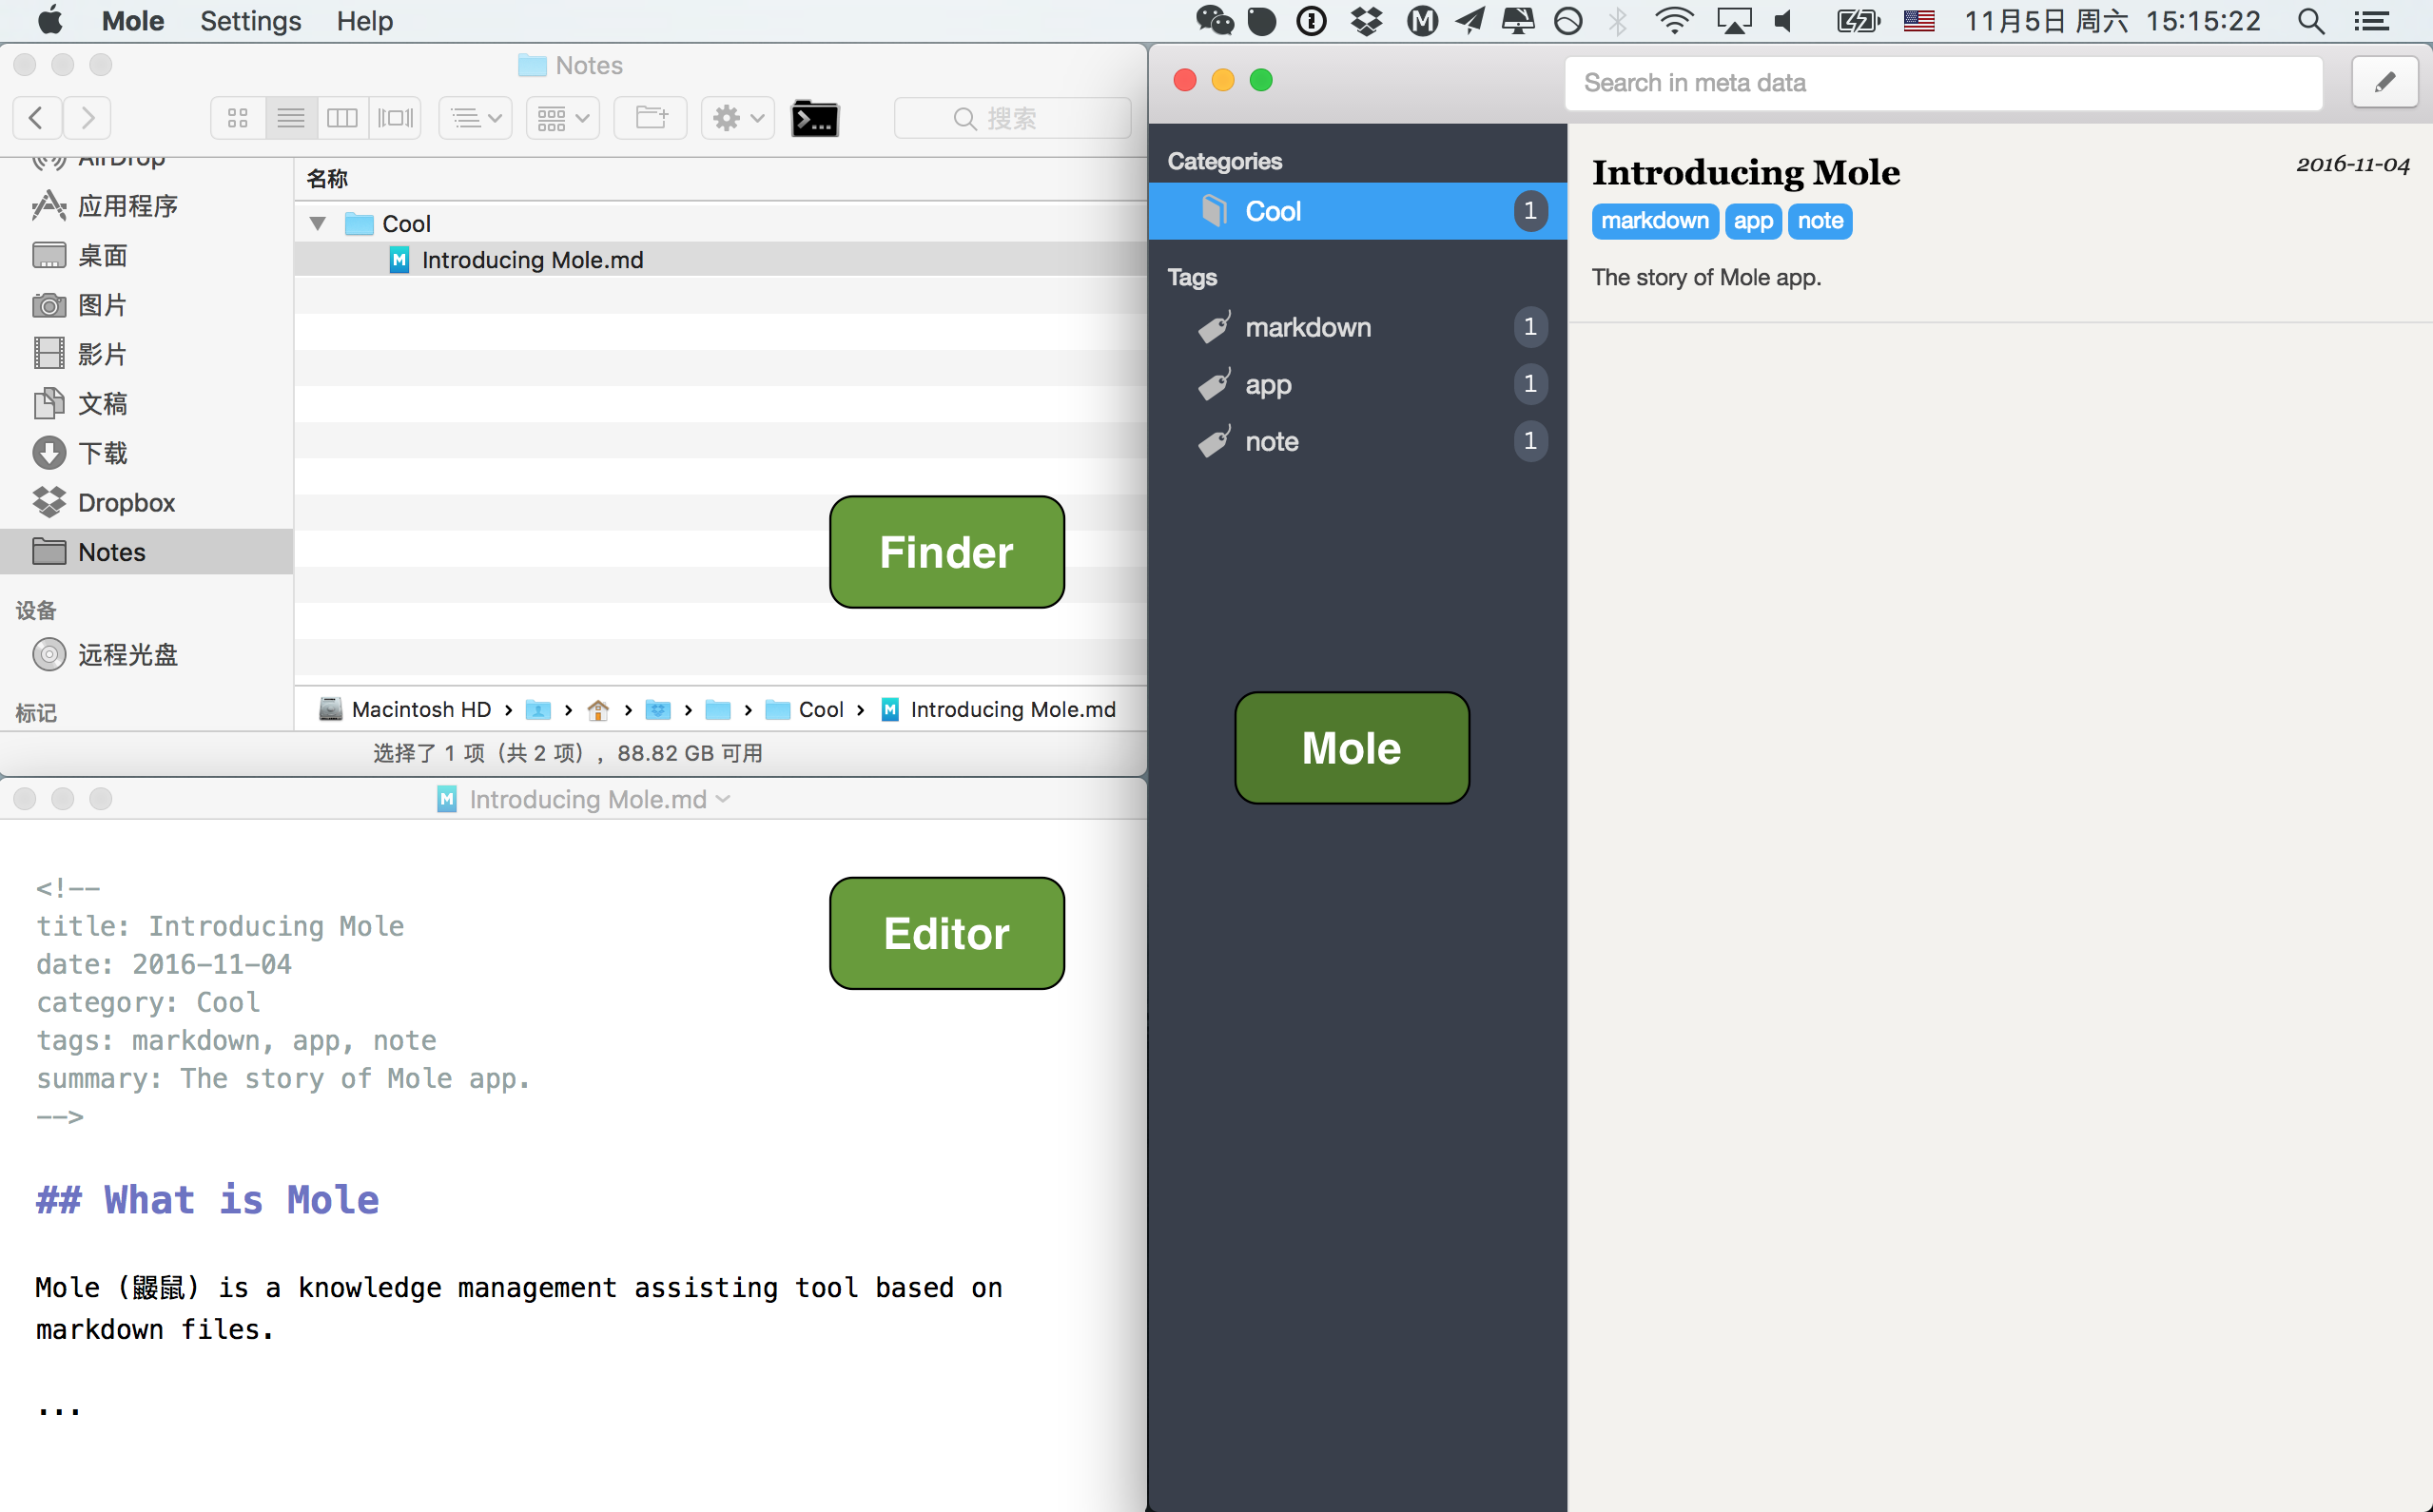 Mole Settings Help 11月5日 周六 15:15:22
Notes
搜索
AirDrop
应用程序
桌面
图片
影片
文稿
下载
Dropbox
Notes
设备
远程光盘
标记
名称
Cool
Introducing Mole.md
Finder
Macintosh HD › › › › › Cool › Introducing Mole.md
选择了 1 项（共 2 项），88.82 GB 可用
Introducing Mole.md
<!--
title: Introducing Mole
date: 2016-11-04
category: Cool
tags: markdown, app, note
summary: The story of Mole app.
-->
## What is Mole
Mole (鼹鼠) is a knowledge management assisting tool based on
markdown files.
...
Editor
Search in meta data
Categories
Cool 1
Tags
markdown 1
app 1
note 1
Mole
Introducing Mole 2016-11-04
markdown app note
The story of Mole app.